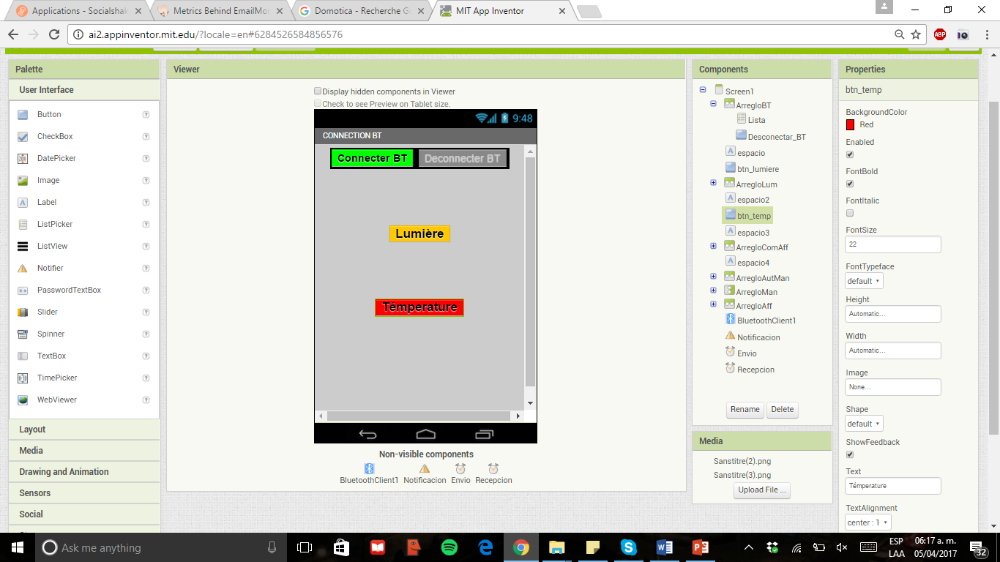 Applications - Socialshak
Metrics Behind EmailMo
Domotica - Recherche G
MIT App Inventor
ai2.appinventor.mit.edu/?locale=en#6284526584856576
ABP
Palette
User Interface
Button
CheckBox
DatePicker
Image
Label
ListPicker
ListView
Notifier
PasswordTextBox
Slider
Spinner
TextBox
TimePicker
WebViewer
Layout
Media
Drawing and Animation
Sensors
Social
Viewer
Display hidden components in Viewer
Check to see Preview on Tablet size.
9:48
CONNECTION BT
Connecter BT
Deconnecter BT
Lumière
Témperature
Non-visible components
BluetoothClient1
Notificacion
Envio
Recepcion
Components
Screen1
ArregloBT
Lista
Desconectar_BT
espacio
btn_lumiere
ArregloLum
espacio2
btn_temp
espacio3
ArregloComAff
espacio4
ArregloAutMan
ArregloMan
ArregloAff
BluetoothClient1
Notificacion
Envio
Recepcion
Rename
Delete
Media
Sanstitre(2).png
Sanstitre(3).png
Upload File ...
Properties
btn_temp
BackgroundColor
Red
Enabled
FontBold
FontItalic
FontSize
22
FontTypeface
default
Height
Automatic...
Width
Automatic...
Image
None...
Shape
default
ShowFeedback
Text
Témperature
TextAlignment
center : 1
Ask me anything
ESP
LAA
06:17 a. m.
05/04/2017
32